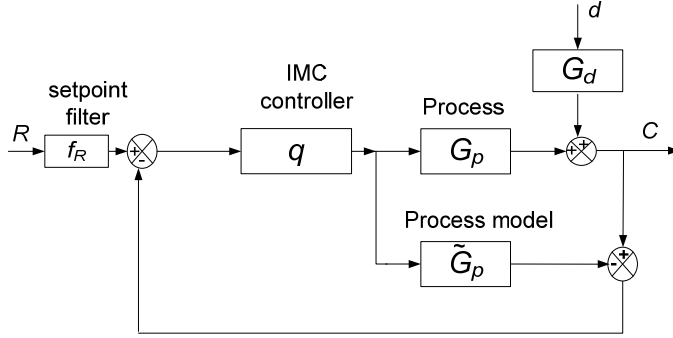 d
G_d
IMC
controller
setpoint
filter
Process
R
f_R
+
-
q
G_p
+
+
C
Process model
G̃_p
-
+